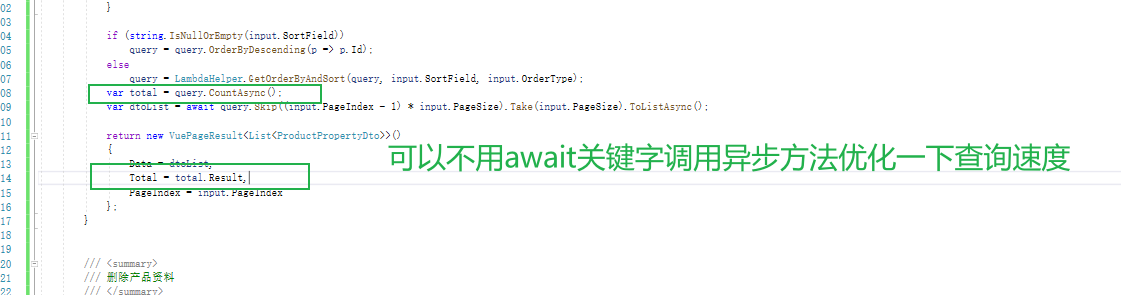 02 }
03
04 if (string.IsNullOrEmpty(input.SortField))
05 query = query.OrderByDescending(p => p.Id);
06 else
07 query = LambdaHelper.GetOrderByAndSort(query, input.SortField, input.OrderType);
08 var total = query.CountAsync();
09 var dtoList = await query.Skip((input.PageIndex - 1) * input.PageSize).Take(input.PageSize).ToListAsync();
10
11 return new VuePageResult<List<ProductPropertyDto>>()
12 {
13 Data = dtoList,
可以不用await关键字调用异步方法优化一下查询速度
14 Total = total.Result,
15 PageIndex = input.PageIndex
16 };
17 }
18
19
20 /// <summary>
21 /// 删除产品资料
22 /// </summary>